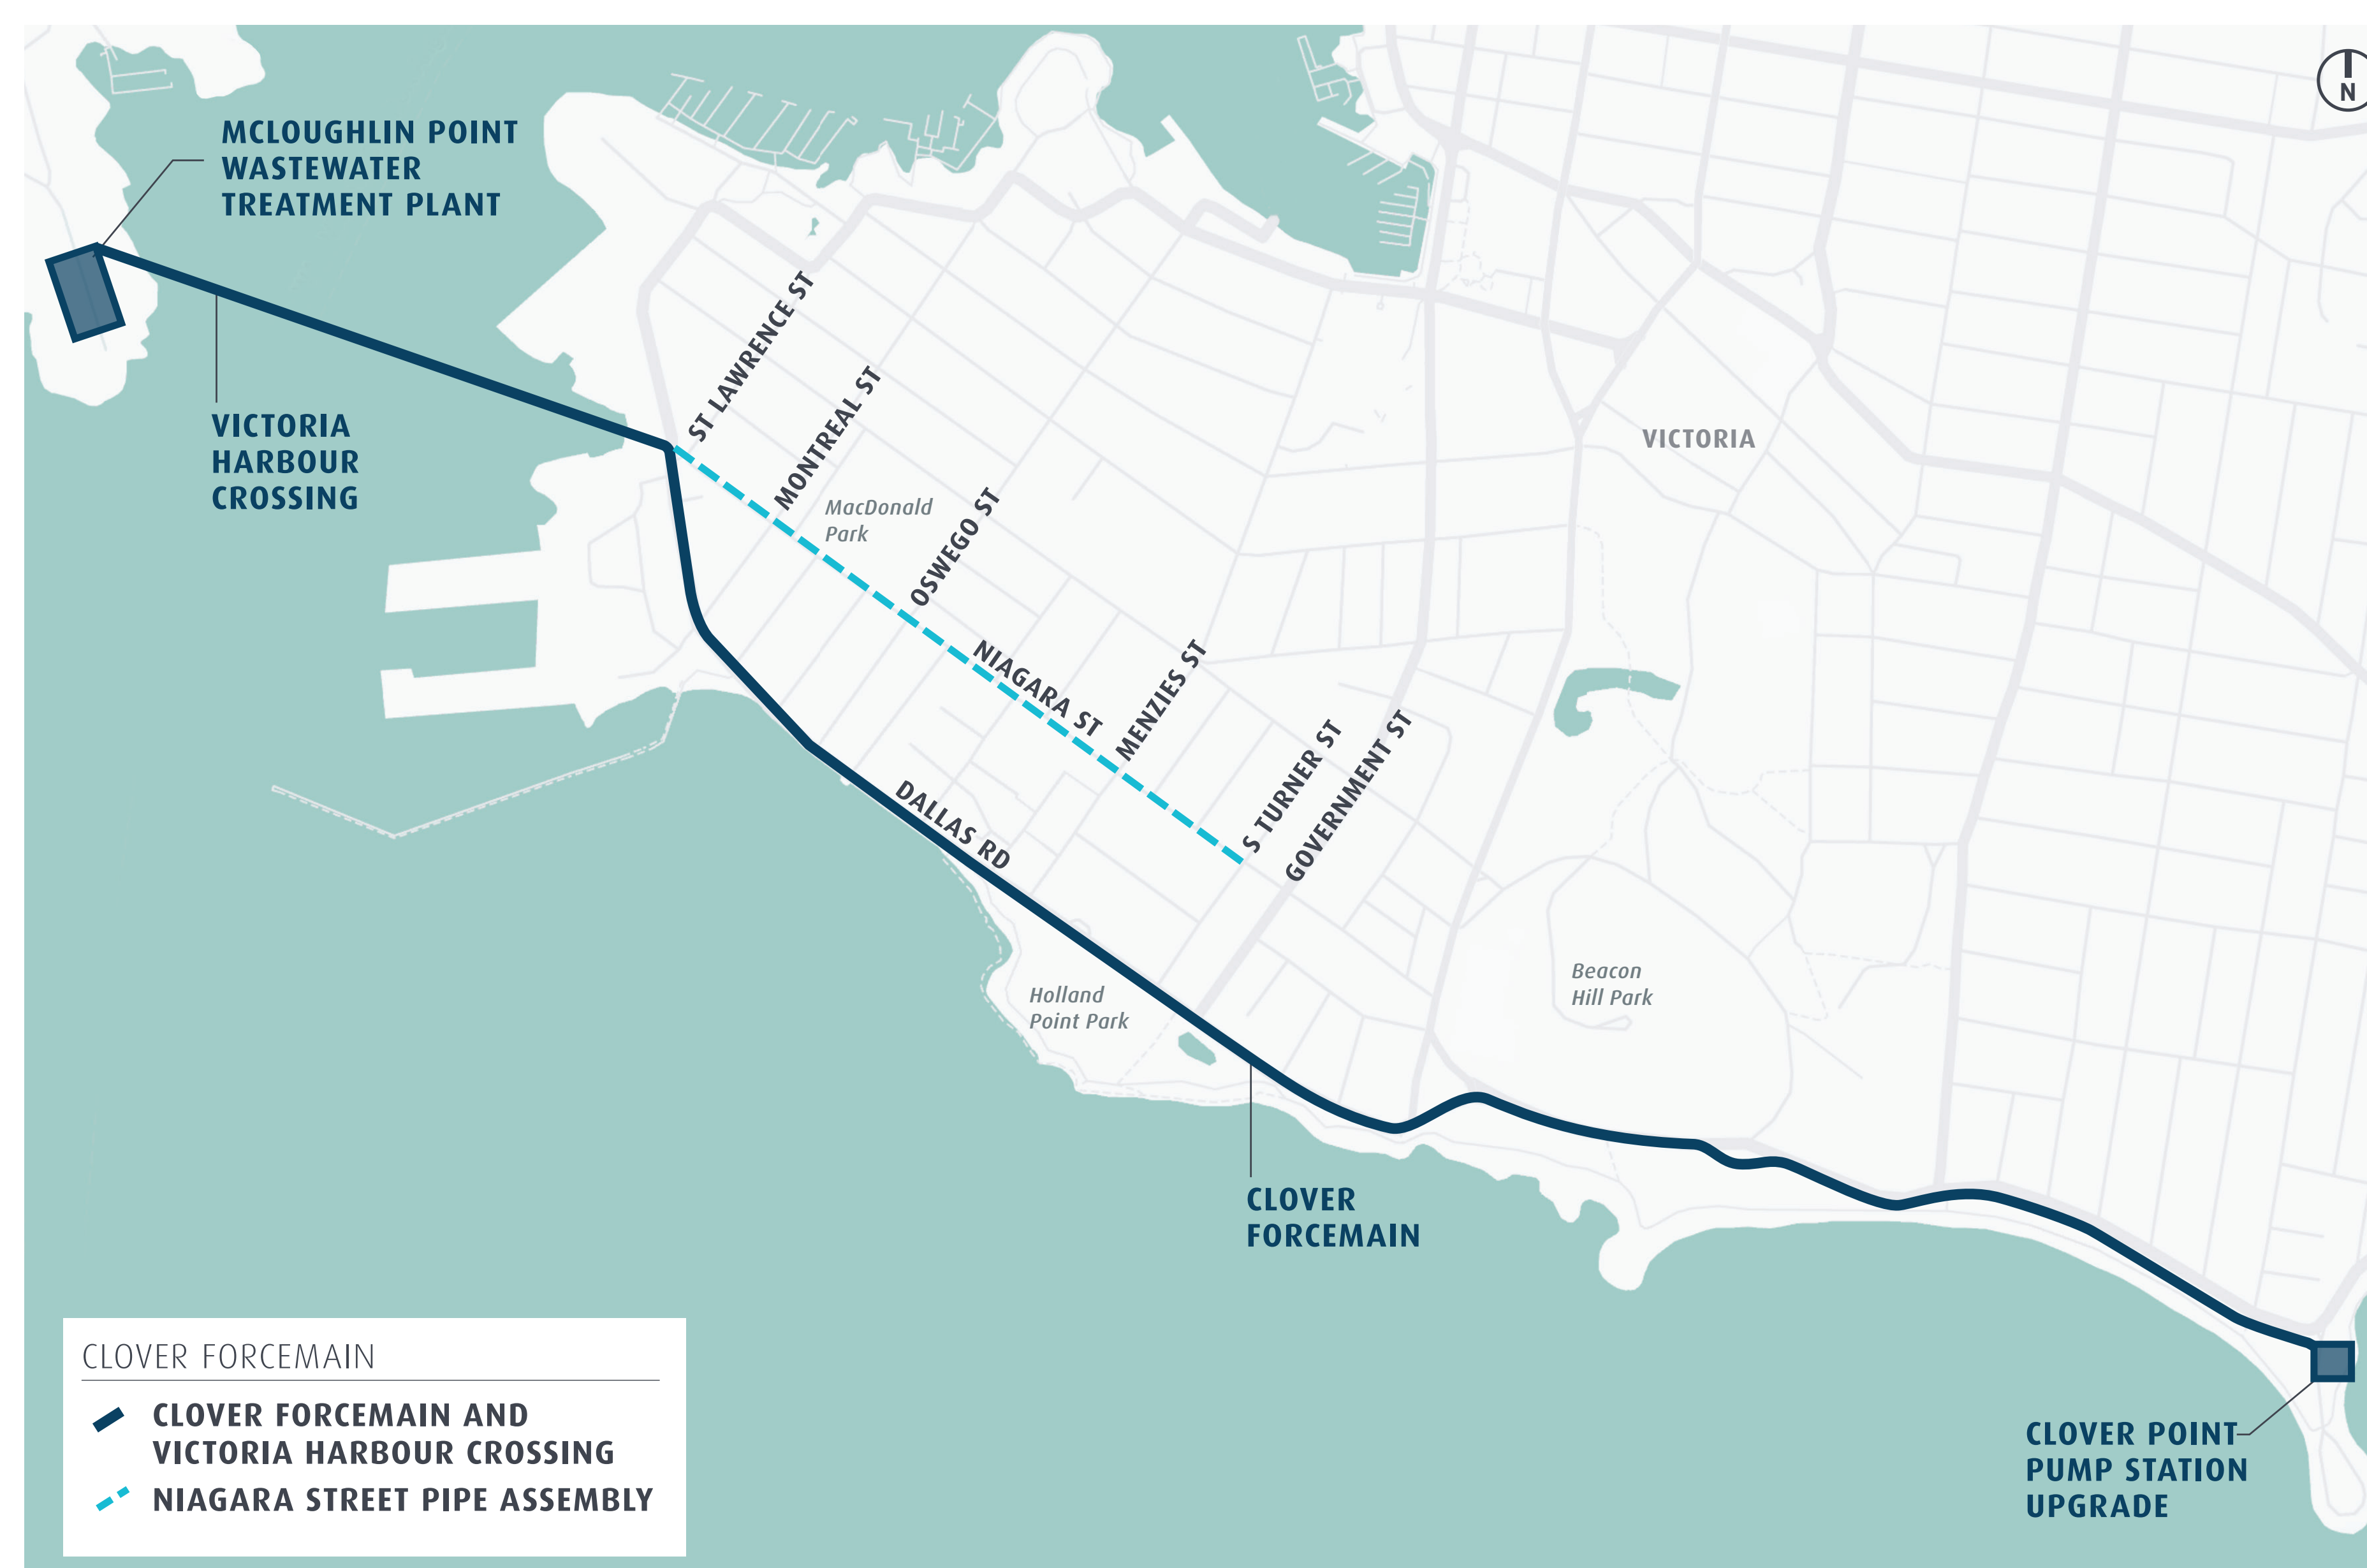 N
MCLOUGHLIN POINT
WASTEWATER
TREATMENT PLANT
VICTORIA
HARBOUR
CROSSING
ST LAWRENCE ST
MONTREAL ST
MacDonald
Park
OSWEGO ST
NIAGARA ST
MENZIES ST
S TURNER ST
GOVERNMENT ST
VICTORIA
DALLAS RD
Holland
Point Park
Beacon
Hill Park
CLOVER
FORCEMAIN
CLOVER POINT
PUMP STATION
UPGRADE
CLOVER FORCEMAIN
CLOVER FORCEMAIN AND
VICTORIA HARBOUR CROSSING
NIAGARA STREET PIPE ASSEMBLY